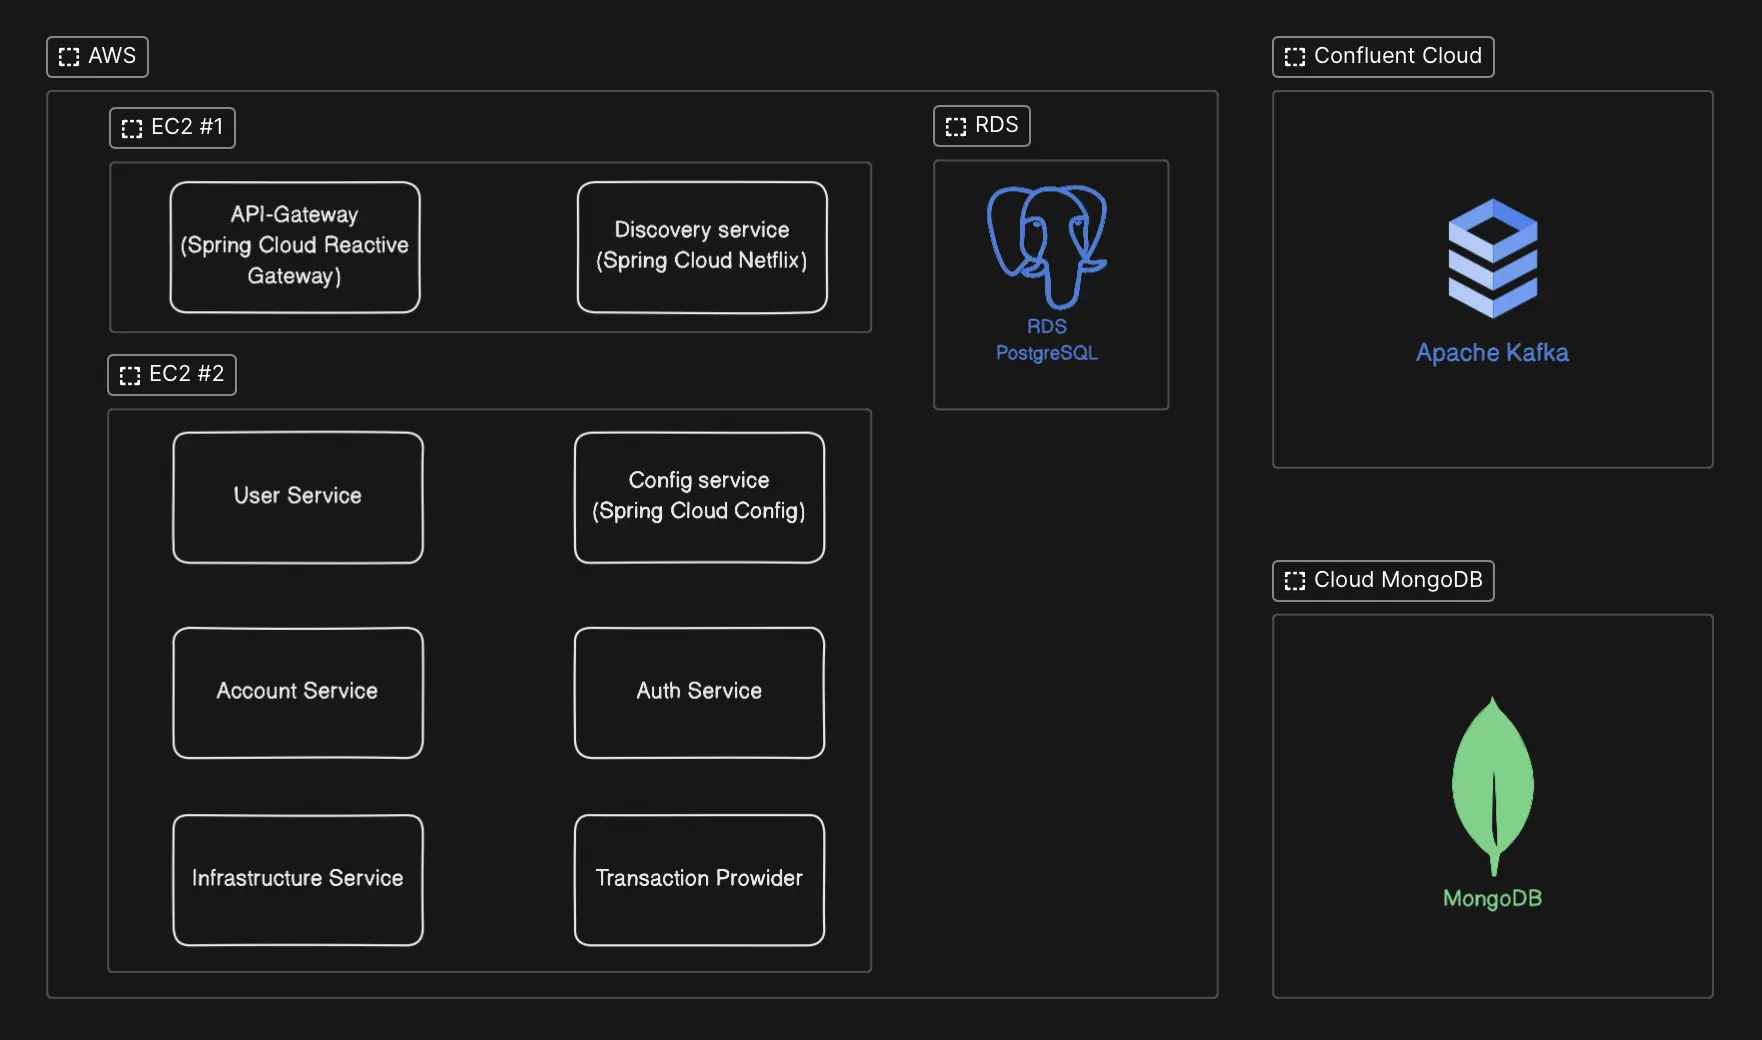 AWS
EC2 #1
API-Gateway
(Spring Cloud Reactive
Gateway)
Discovery service
(Spring Cloud Netflix)
RDS
RDS
PostgreSQL
EC2 #2
User Service
Config service
(Spring Cloud Config)
Account Service
Auth Service
Infrastructure Service
Transaction Prowider
Confluent Cloud
Apache Kafka
Cloud MongoDB
MongoDB